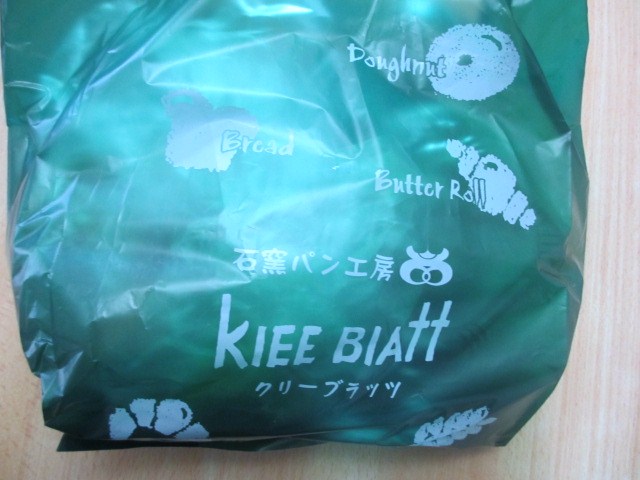 Doughnut
Bread
Butter Roll
石窯パン工房
KIEE BIAtt
クリーブラッツ